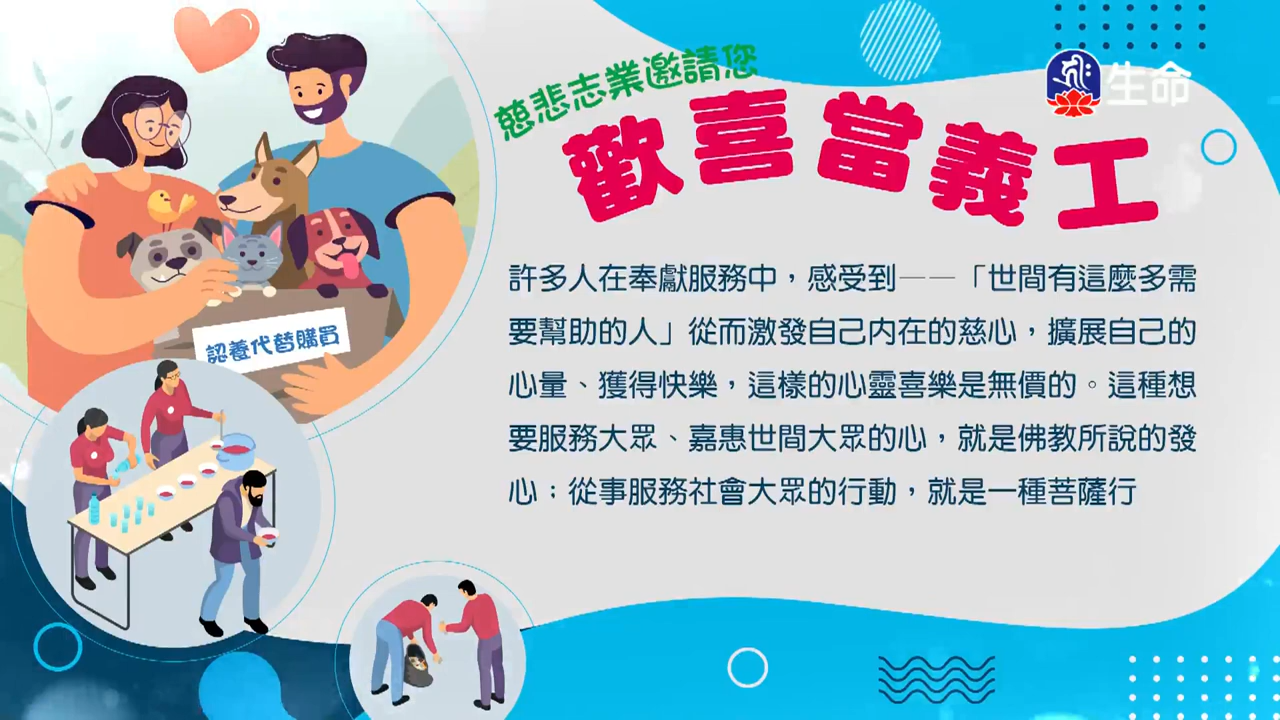 慈悲志業邀請您
生命
歡喜當義工
許多人在奉獻服務中，感受到——「世間有這麼多需
要幫助的人」從而激發自己內在的慈心，擴展自己的
心量、獲得快樂，這樣的心靈喜樂是無價的。這種想
要服務大眾、嘉惠世間大眾的心，就是佛教所說的發
心；從事服務社會大眾的行動，就是一種菩薩行
認養代替購買